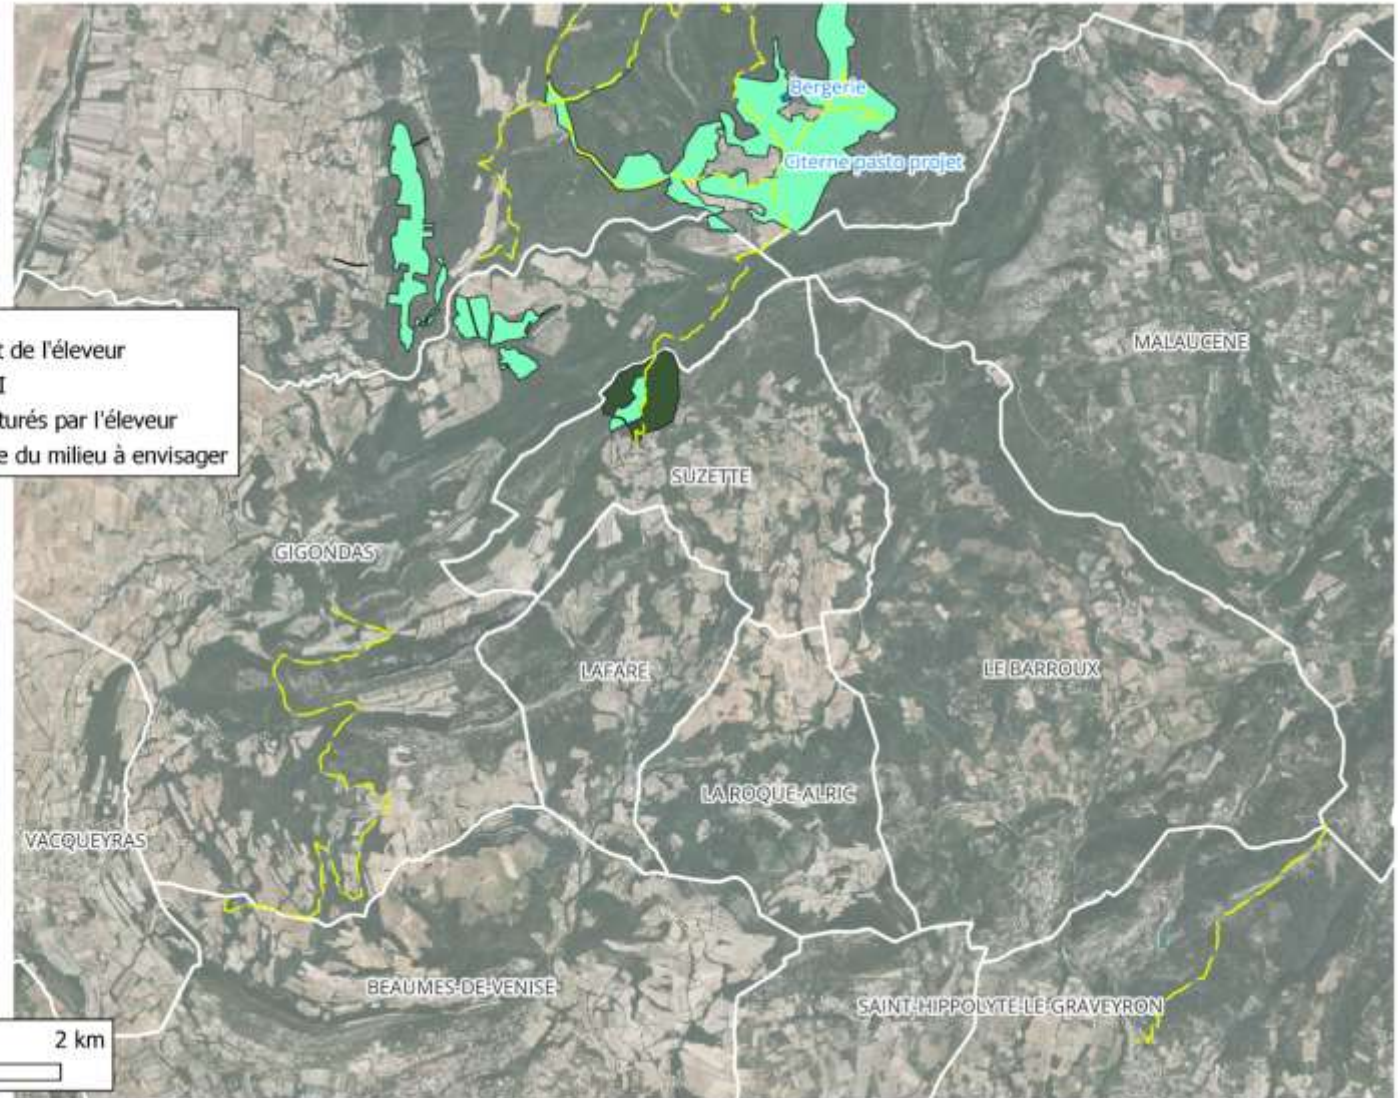 Bergerie
Citerne pasto projet
t de l'éleveur
I
turés par l'éleveur
e du milieu à envisager
MALAUCENE
SUZETTE
GIGONDAS
LAFARE
LE BARROUX
LA ROQUE-ALRIC
VACQUEYRAS
BEAUMES-DE-VENISE
SAINT-HIPPOLYTE-LE-GRAVEYRON
2 km